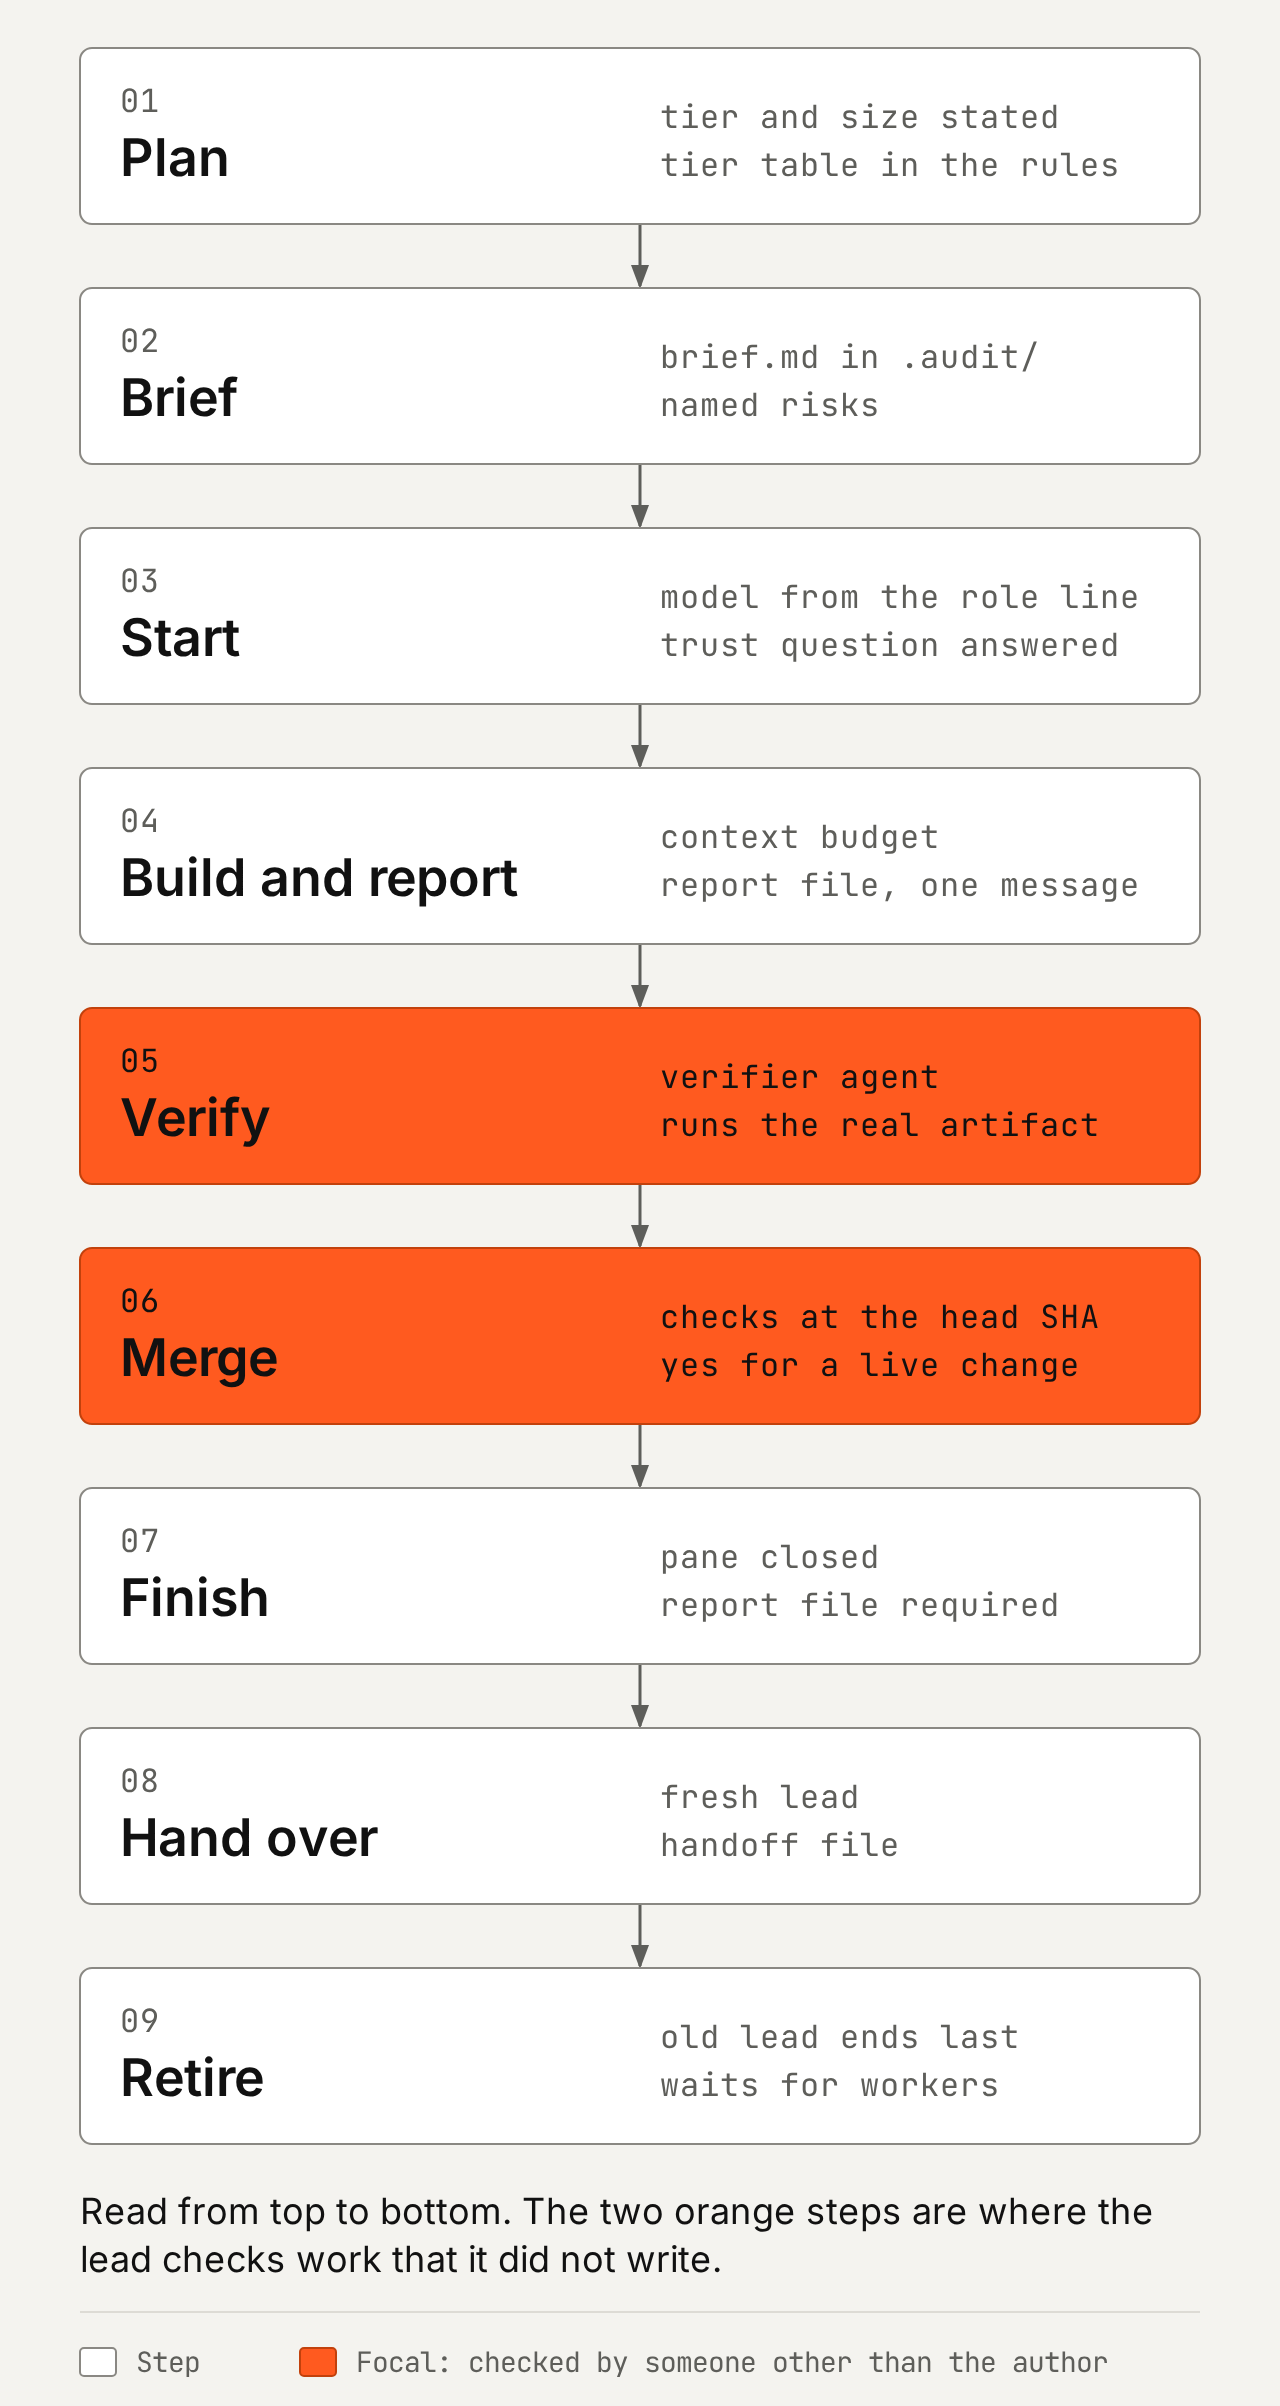 01
Plan
tier and size stated
tier table in the rules
02
Brief
brief.md in .audit/
named risks
03
Start
model from the role line
trust question answered
04
Build and report
context budget
report file, one message
05
Verify
verifier agent
runs the real artifact
06
Merge
checks at the head SHA
yes for a live change
07
Finish
pane closed
report file required
08
Hand over
fresh lead
handoff file
09
Retire
old lead ends last
waits for workers
Read from top to bottom. The two orange steps are where the
lead checks work that it did not write.
Step
Focal: checked by someone other than the author